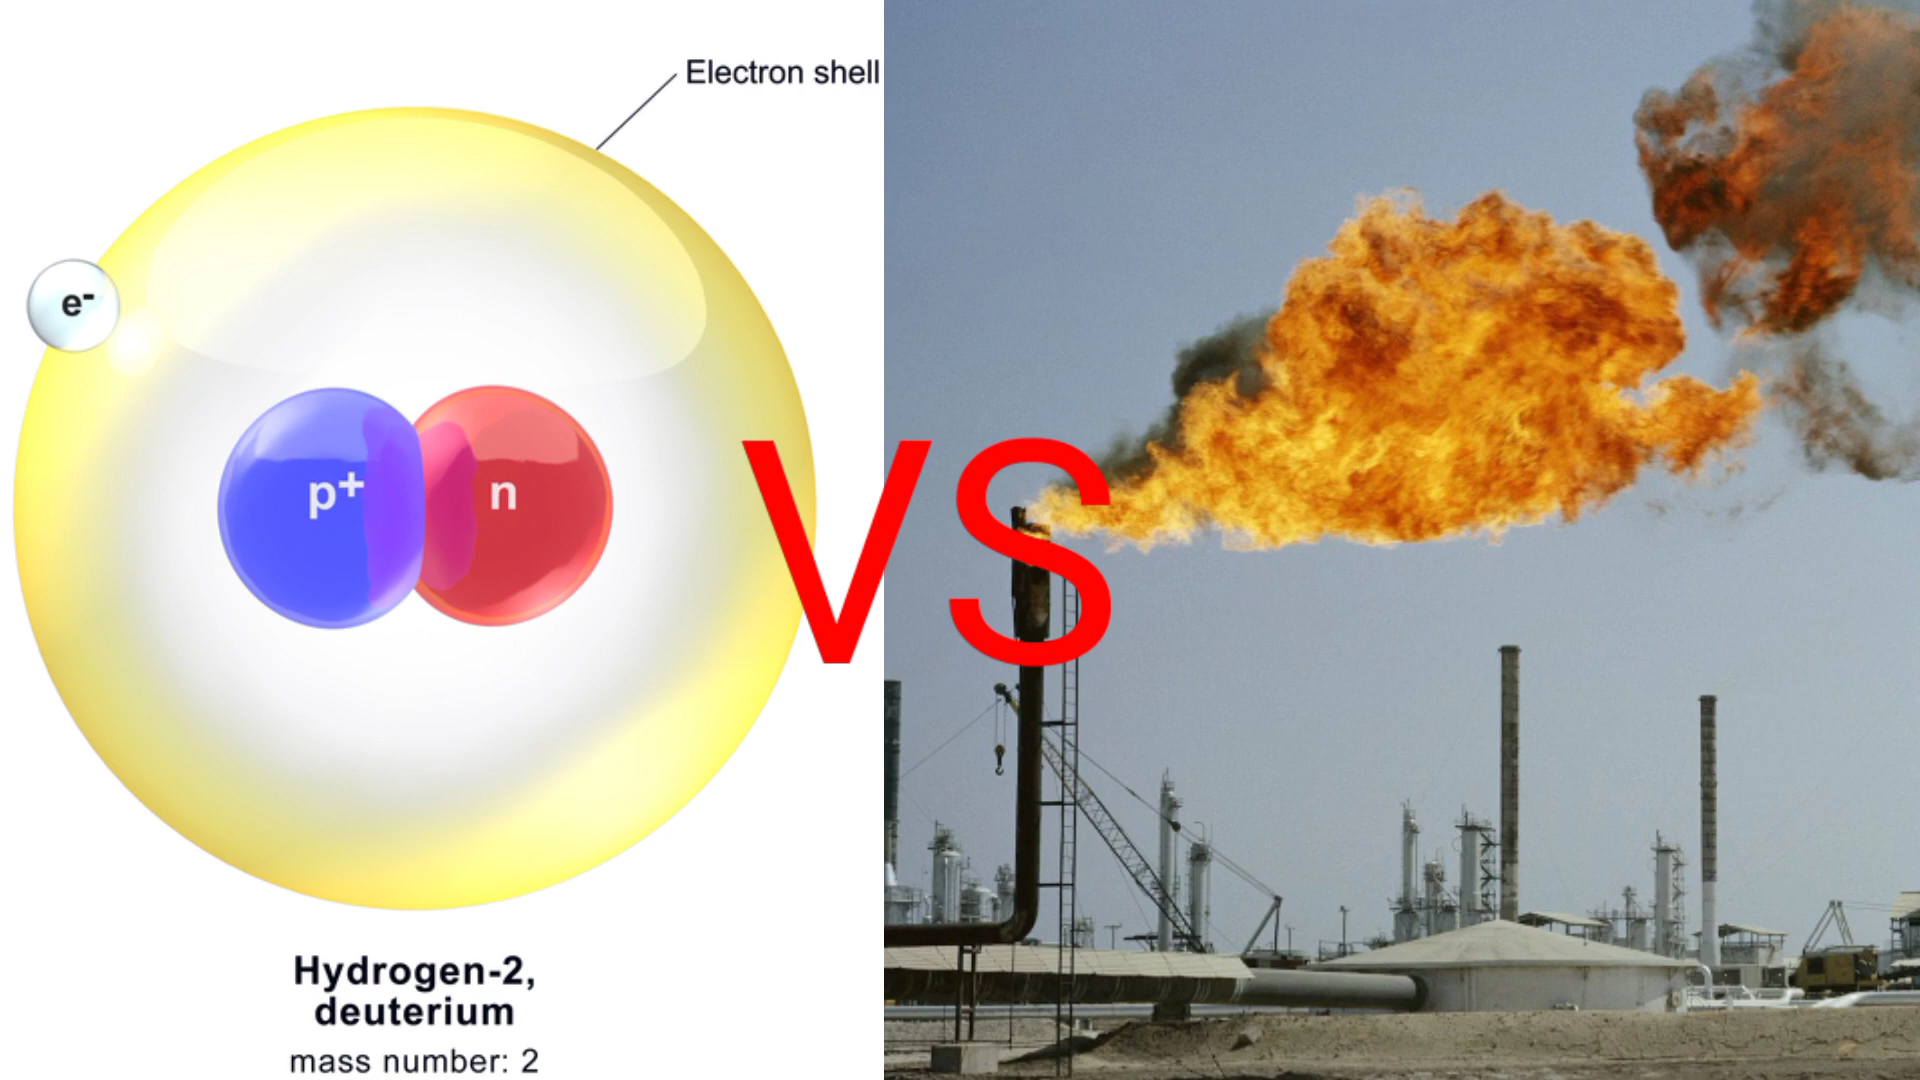 Electron shell
e-
p+
n
VS
Hydrogen-2,
deuterium
mass number: 2